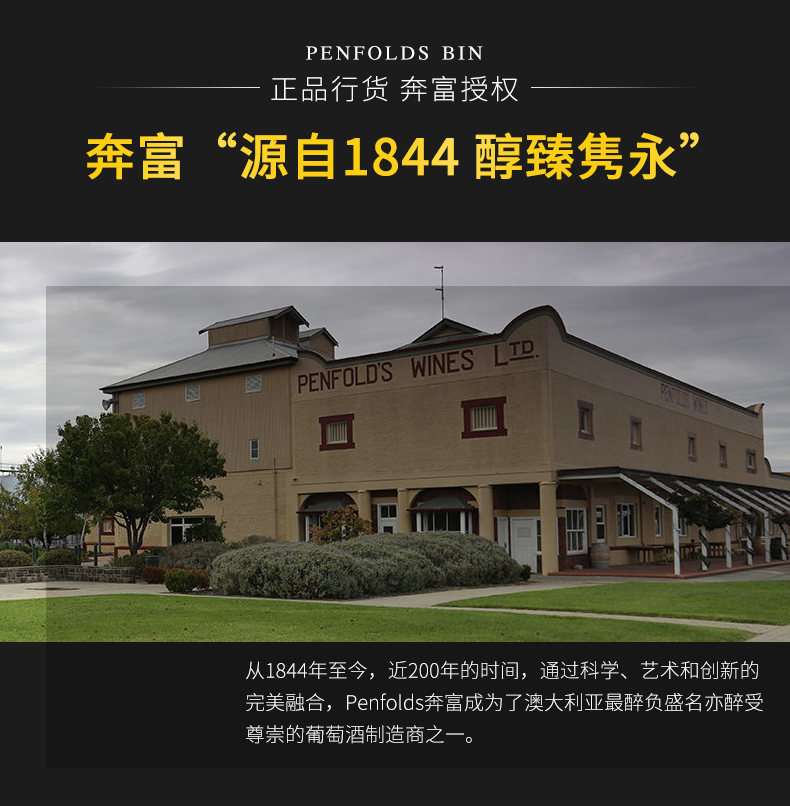 PENFOLDS BIN
正品行货 奔富授权
奔富“源自1844 醇臻隽永”
PENFOLD'S WINES LTD.
PENFOLDS WINES
从1844年至今，近200年的时间，通过科学、艺术和创新的
完美融合，Penfolds奔富成为了澳大利亚最醉负盛名亦醉受
尊崇的葡萄酒制造商之一。